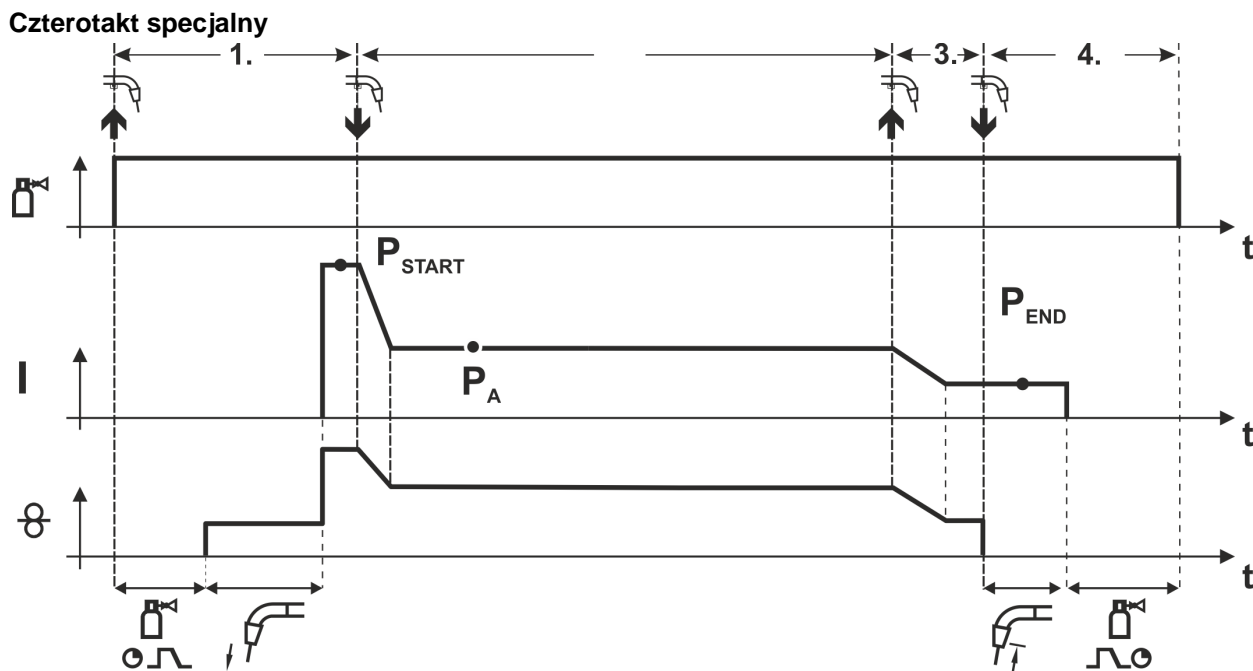 Czterotakt specjalny
1. 3. 4.
t
P START
P END
I
P A
t
t